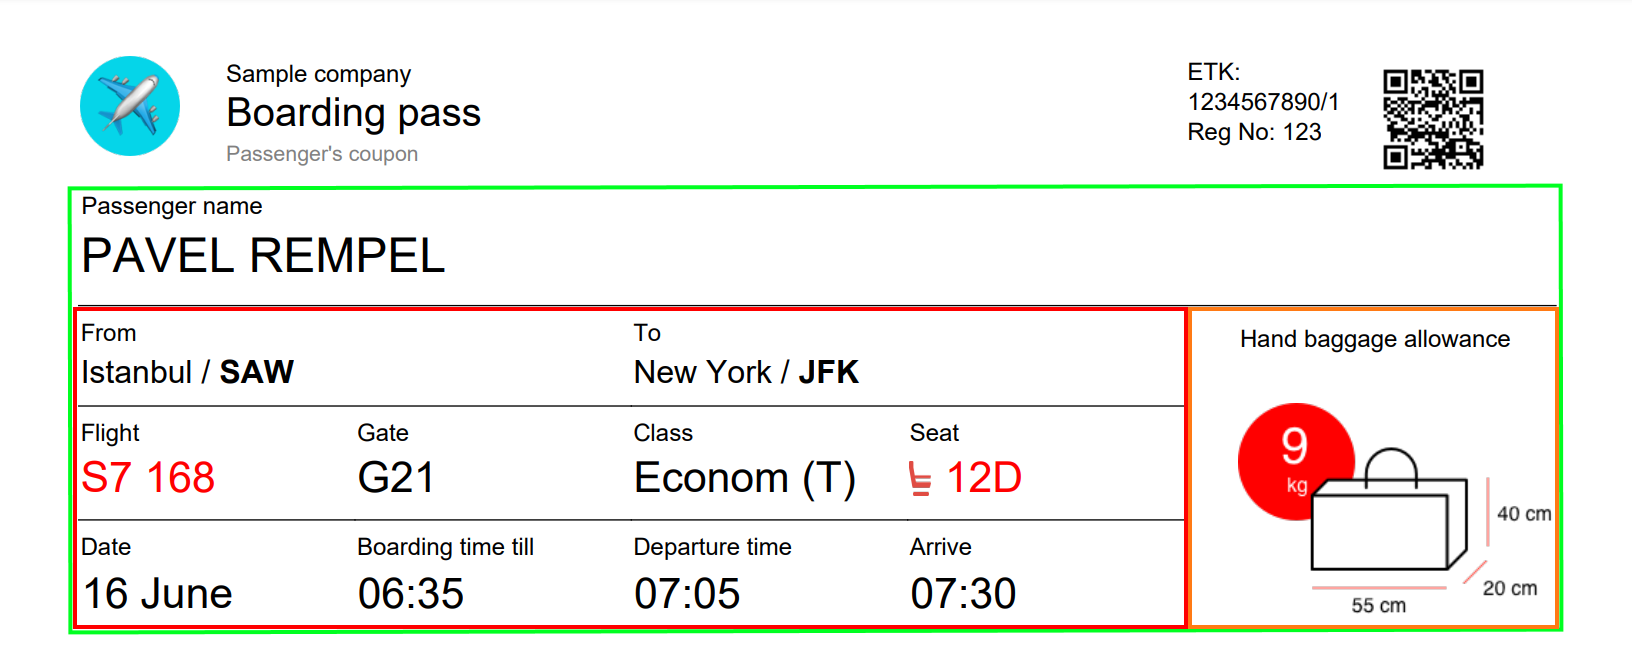 Sample company
Boarding pass
Passenger's coupon
ETK:
1234567890/1
Reg No: 123
Passenger name
PAVEL REMPEL
From
To
Istanbul / SAW
New York / JFK
Flight
Gate
Class
Seat
S7 168
G21
Econom (T)
12D
Date
Boarding time till
Departure time
Arrive
16 June
06:35
07:05
07:30
Hand baggage allowance
9
kg
40 cm
20 cm
55 cm